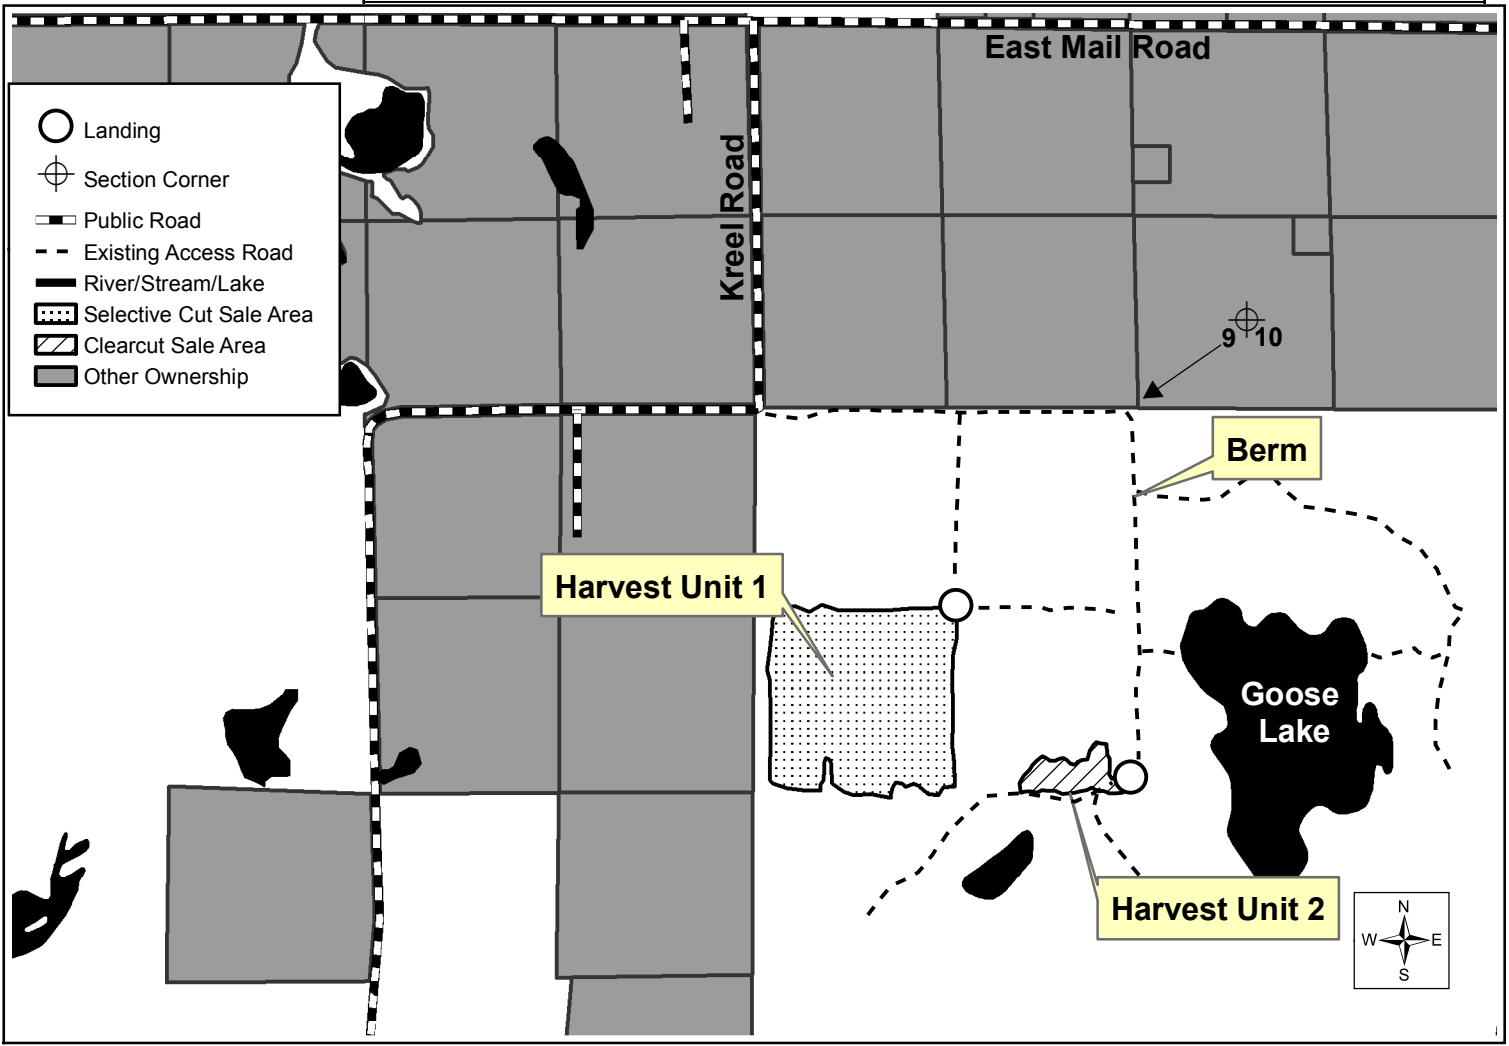 East Mail Road
Landing
Section Corner
Public Road
Existing Access Road
River/Stream/Lake
Selective Cut Sale Area
Clearcut Sale Area
Other Ownership
Kreel Road
9 10
Berm
Harvest Unit 1
Goose
Lake
Harvest Unit 2
N
W E
S